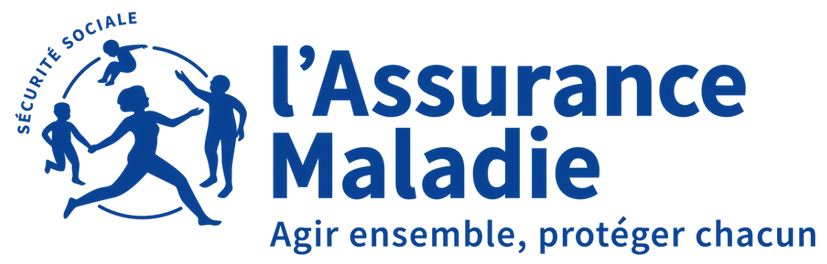 SÉCURITÉ SOCIALE
l’Assurance
Maladie
Agir ensemble, protéger chacun